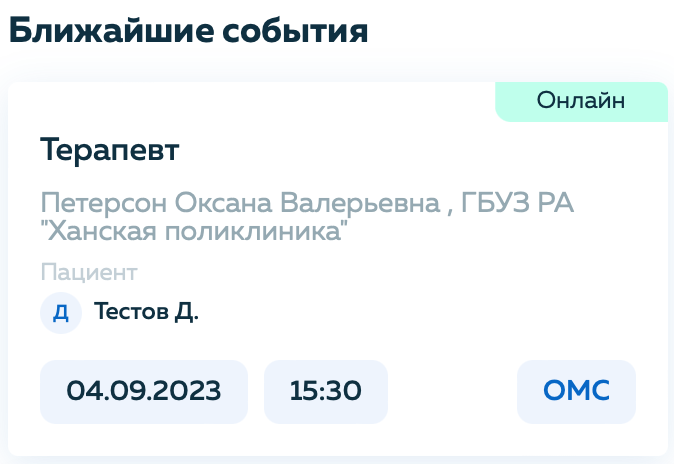 Ближайшие события
Онлайн
Терапевт
Петерсон Оксана Валерьевна , ГБУЗ РА
"Ханская поликлиника"
Пациент
Д Тестов Д.
04.09.2023 15:30 ОМС